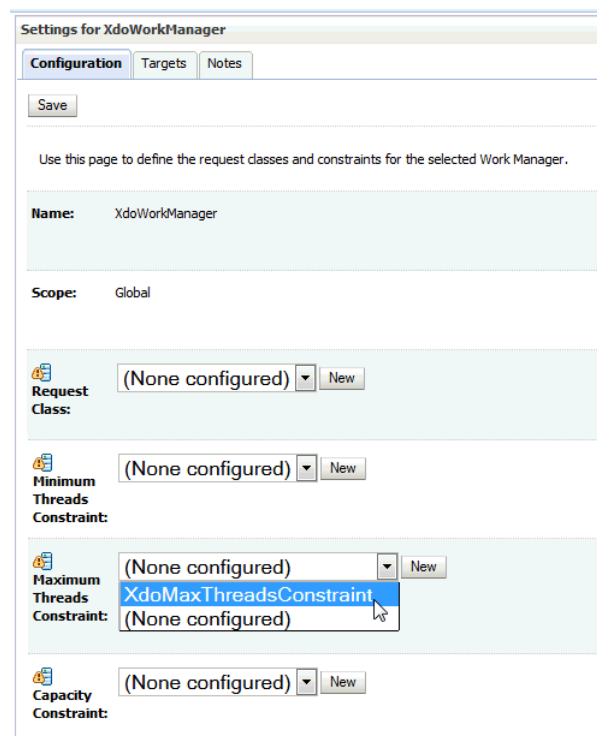 Settings for XdoWorkManager
Configuration Targets Notes
Save
Use this page to define the request classes and constraints for the selected Work Manager.
Name: XdoWorkManager
Scope: Global
Request Class: (None configured) New
Minimum Threads Constraint: (None configured) New
Maximum Threads Constraint: (None configured) New
XdoMaxThreadsConstraint
(None configured)
Capacity Constraint: (None configured) New